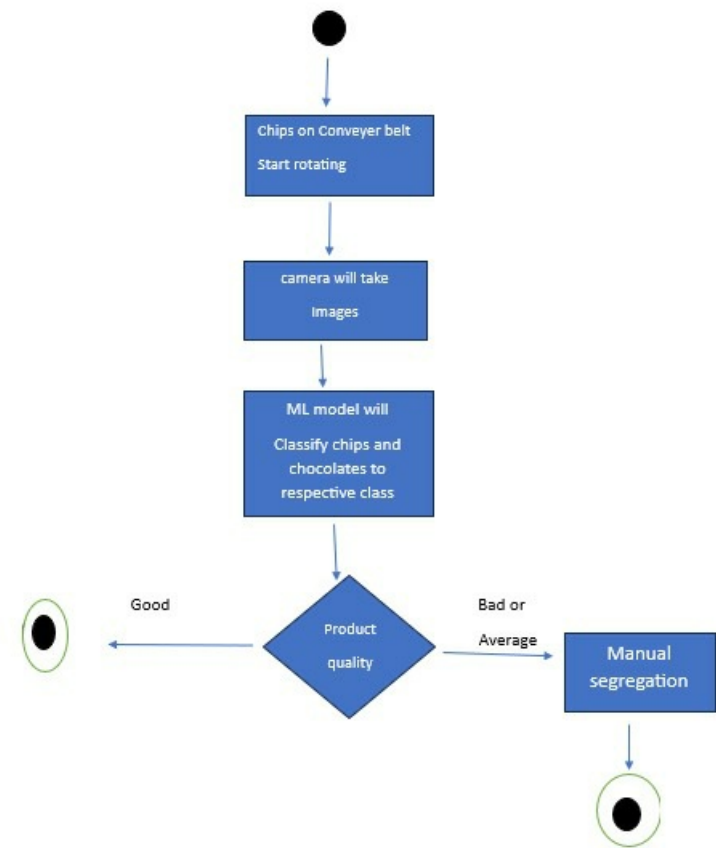 Chips on Conveyer belt
Start rotating
camera will take
Images
ML model will
Classify chips and
chocolates to
respective class
Good
Product
quality
Bad or
Average
Manual
segregation